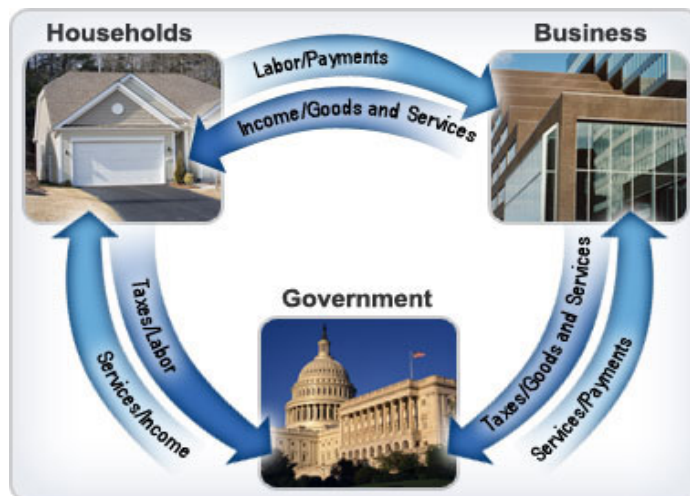 Households
Business
Labor/Payments
Income/Goods and Services
Taxes/Labor
Services/Income
Government
Taxes/Goods and Services
Services/Payments